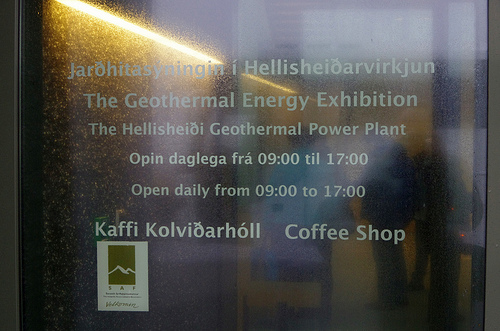 Jarðhitasýningin í Hellisheiðarvirkjun
The Geothermal Energy Exhibition
The Hellisheiði Geothermal Power Plant
Opin daglega frá 09:00 til 17:00
Open daily from 09:00 to 17:00
Kaffi Kolviðarhóll Coffee Shop
S A F